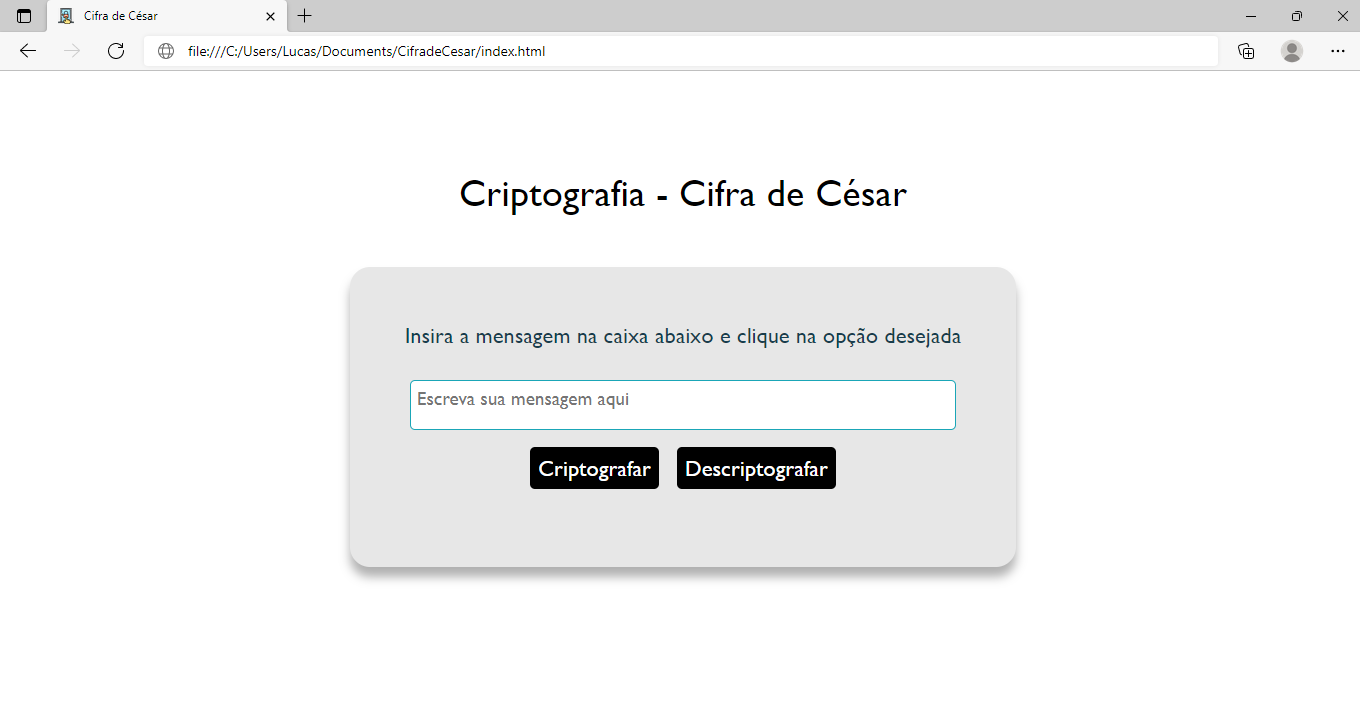 Cifra de César
file:///C:/Users/Lucas/Documents/CifradeCesar/index.html
Criptografia - Cifra de César
Insira a mensagem na caixa abaixo e clique na opção desejada
Escreva sua mensagem aqui
Criptografar Descriptografar